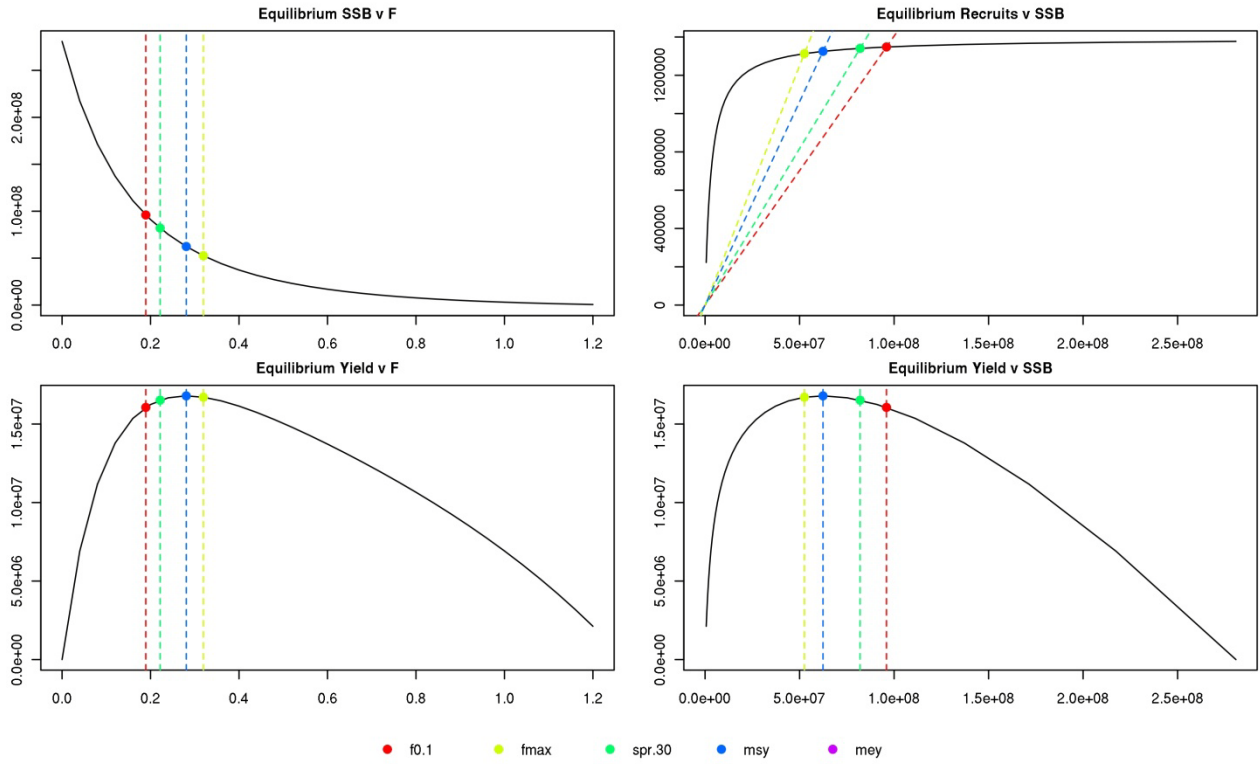 Equilibrium SSB v F
0.0e+00 1.0e+08 2.0e+08
0.0 0.2 0.4 0.6 0.8 1.0 1.2
Equilibrium Recruits v SSB
0 400000 800000 1200000
0.0e+00 5.0e+07 1.0e+08 1.5e+08 2.0e+08 2.5e+08
Equilibrium Yield v F
0.0e+00 5.0e+06 1.0e+07 1.5e+07
0.0 0.2 0.4 0.6 0.8 1.0 1.2
Equilibrium Yield v SSB
0.0e+00 5.0e+06 1.0e+07 1.5e+07
0.0e+00 5.0e+07 1.0e+08 1.5e+08 2.0e+08 2.5e+08
f0.1 fmax spr.30 msy mey